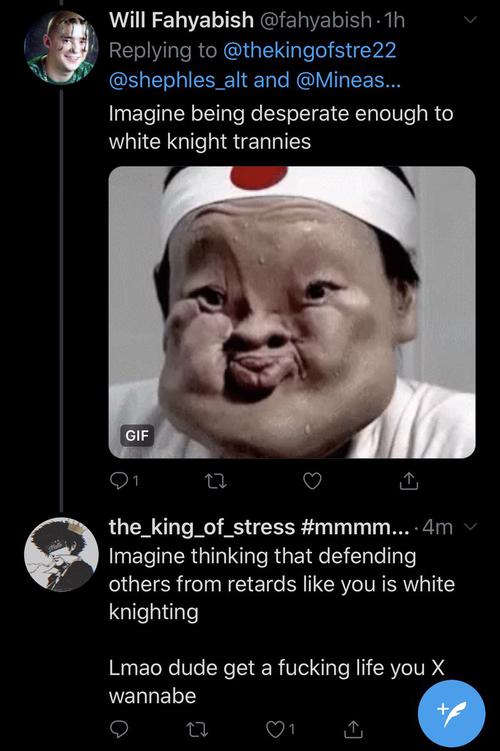 Will Fahyabish @fahyabish · 1h
Replying to @thekingofstre22
@shephles_alt and @Mineas...
Imagine being desperate enough to
white knight trannies
GIF
1
the_king_of_stress #mmmm... · 4m
Imagine thinking that defending
others from retards like you is white
knighting
Lmao dude get a fucking life you X
wannabe
1